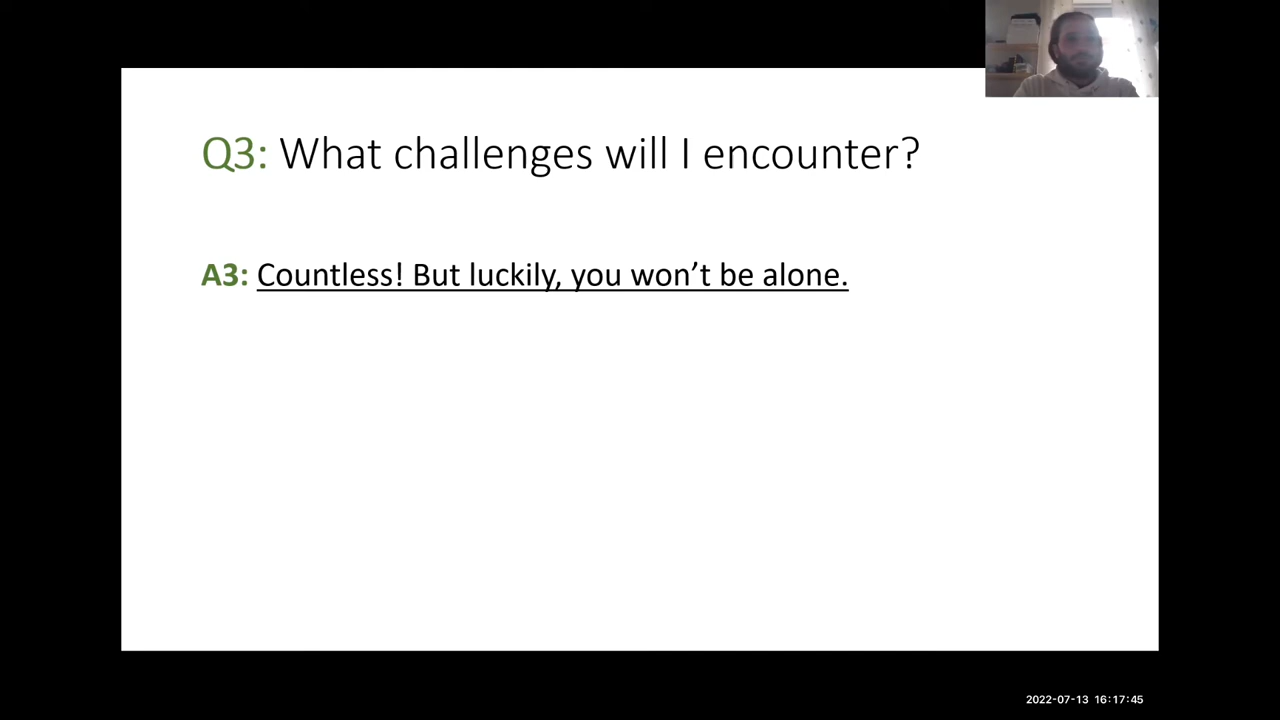 Q3: What challenges will I encounter?
A3: Countless! But luckily, you won’t be alone.
2022-07-13 16:17:45